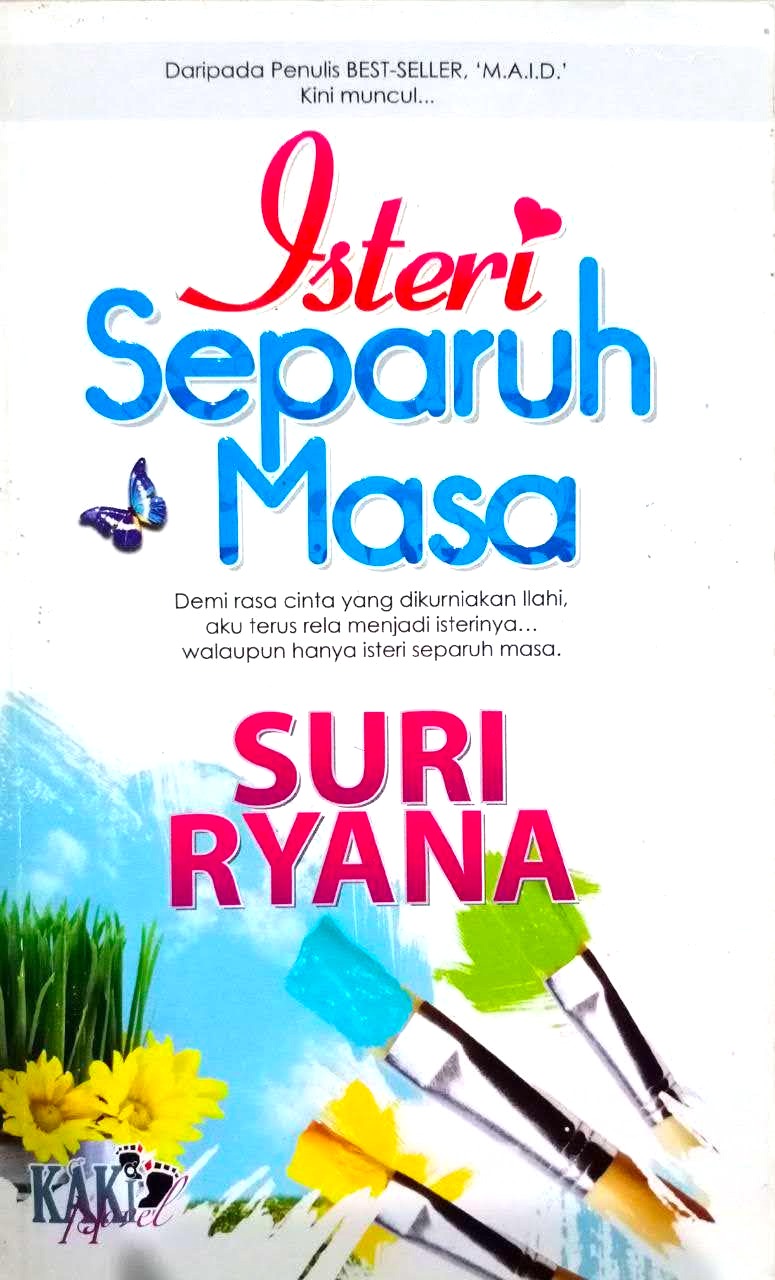 Daripada Penulis BEST-SELLER, 'M.A.I.D.'
Kini muncul...
Isteri
Separuh
Masa
Demi rasa cinta yang dikurniakan Ilahi,
aku terus rela menjadi isterinya...
walaupun hanya isteri separuh masa.
SURI
RYANA
KAKi
Novel